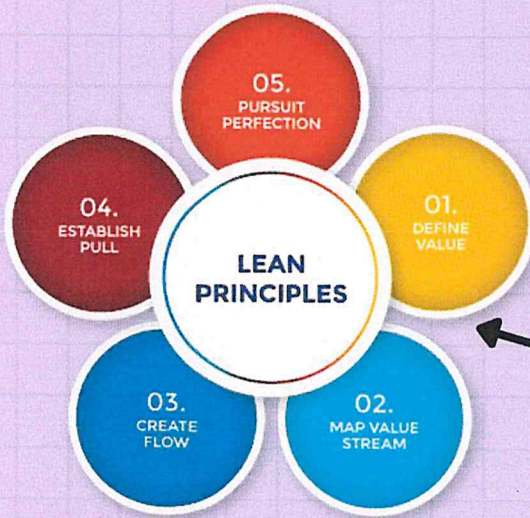 05.
PURSUIT
PERFECTION
04.
ESTABLISH
PULL
01.
DEFINE
VALUE
LEAN
PRINCIPLES
03.
CREATE
FLOW
02.
MAP VALUE
STREAM